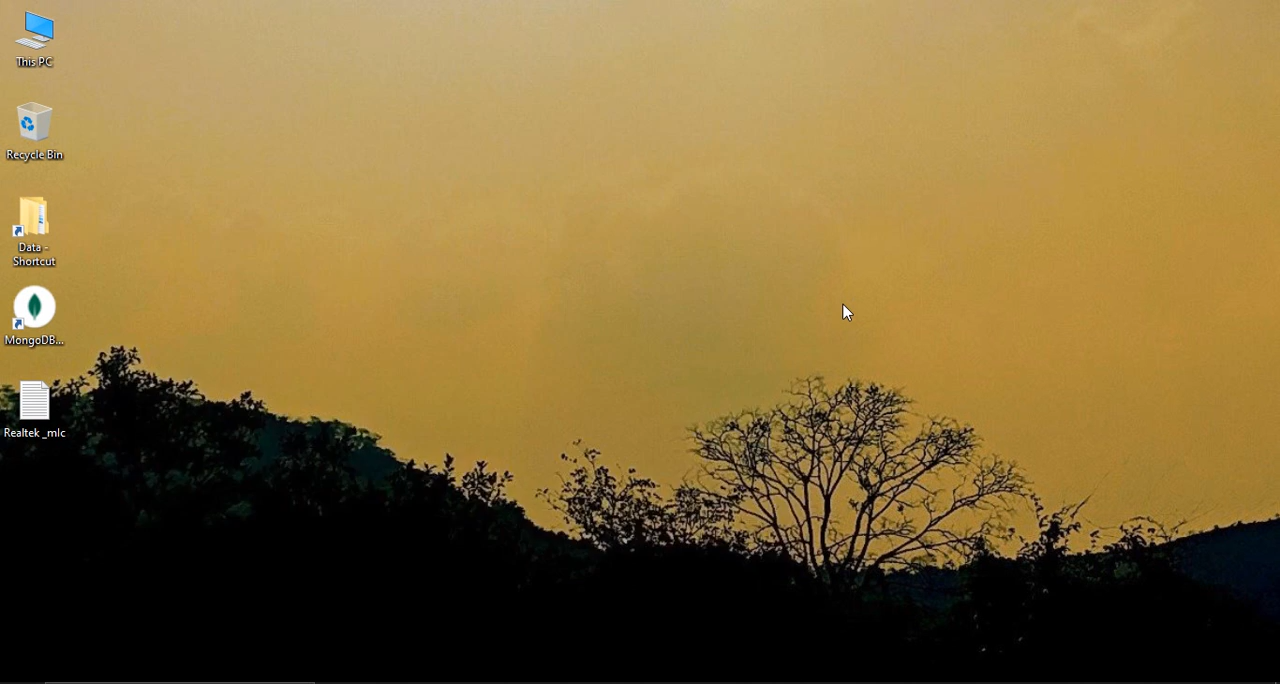 This PC
Recycle Bin
Data -
Shortcut
MongoDB...
Realtek _mlc